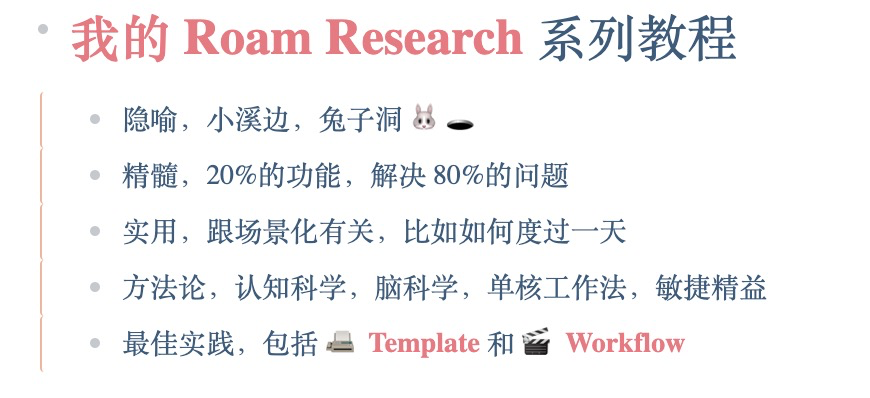 我的 Roam Research 系列教程
隐喻，小溪边，兔子洞 🐰 🕳️
精髓，20%的功能，解决 80%的问题
实用，跟场景化有关，比如如何度过一天
方法论，认知科学，脑科学，单核工作法，敏捷精益
最佳实践，包括 📠 Template 和 🎬 Workflow